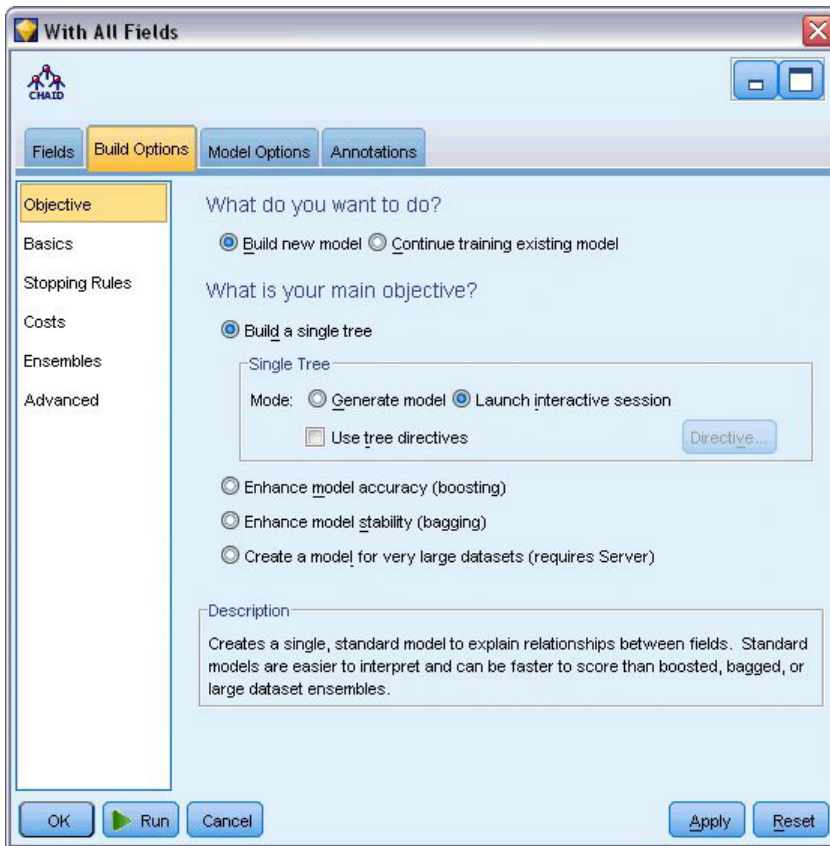 With All Fields
CHAID
Fields Build Options Model Options Annotations
Objective
Basics
Stopping Rules
Costs
Ensembles
Advanced
What do you want to do?
Build new model Continue training existing model
What is your main objective?
Build a single tree
Single Tree
Mode: Generate model Launch interactive session
Use tree directives Directive...
Enhance model accuracy (boosting)
Enhance model stability (bagging)
Create a model for very large datasets (requires Server)
Description
Creates a single, standard model to explain relationships between fields. Standard
models are easier to interpret and can be faster to score than boosted, bagged, or
large dataset ensembles.
OK Run Cancel Apply Reset